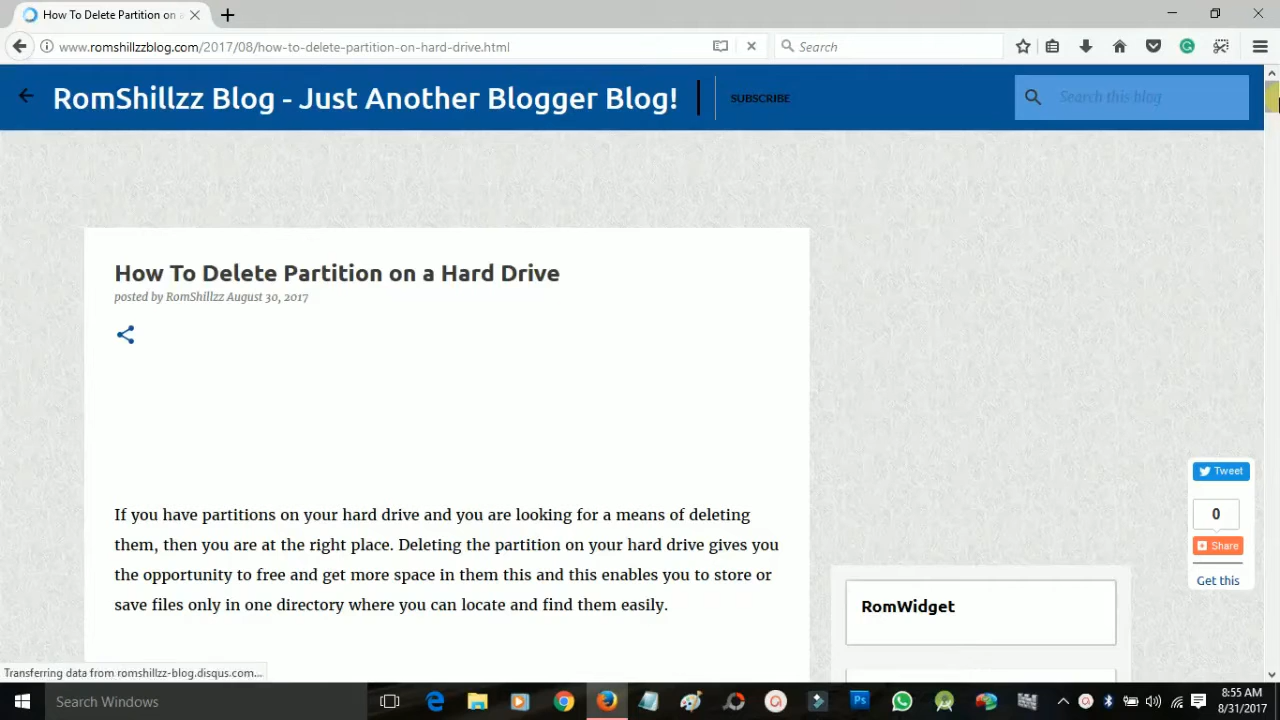 How To Delete Partition on a
www.romshillzzblog.com/2017/08/how-to-delete-partition-on-hard-drive.html
Search
RomShillzz Blog - Just Another Blogger Blog!
SUBSCRIBE
Search this blog
How To Delete Partition on a Hard Drive
posted by RomShillzz August 30, 2017
If you have partitions on your hard drive and you are looking for a means of deleting
them, then you are at the right place. Deleting the partition on your hard drive gives you
the opportunity to free and get more space in them this and this enables you to store or
save files only in one directory where you can locate and find them easily.
Tweet
0
Share
Get this
RomWidget
Transferring data from romshillzz-blog.disqus.com...
Search Windows
Ps
8:55 AM
8/31/2017